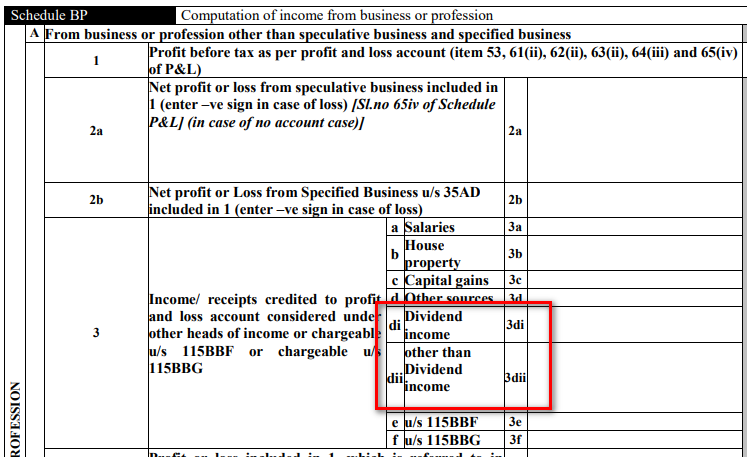 Schedule BP
Computation of income from business or profession
A From business or profession other than speculative business and specified business
1
Profit before tax as per profit and loss account (item 53, 61(ii), 62(ii), 63(ii), 64(iii) and 65(iv)
of P&L)
2a
Net profit or loss from speculative business included in
1 (enter –ve sign in case of loss) [Sl.no 65iv of Schedule
P&L] (in case of no account case)]
2a
2b
Net profit or Loss from Specified Business u/s 35AD
included in 1 (enter –ve sign in case of loss)
2b
3
Income/ receipts credited to profit
and loss account considered under
other heads of income or chargeable
u/s 115BBF or chargeable u/s
115BBG
a Salaries 3a
b House
property
3b
c Capital gains 3c
d Other sources 3d
di Dividend
income
3di
dii other than
Dividend
income
3dii
e u/s 115BBF 3e
f u/s 115BBG 3f
ROFESSION